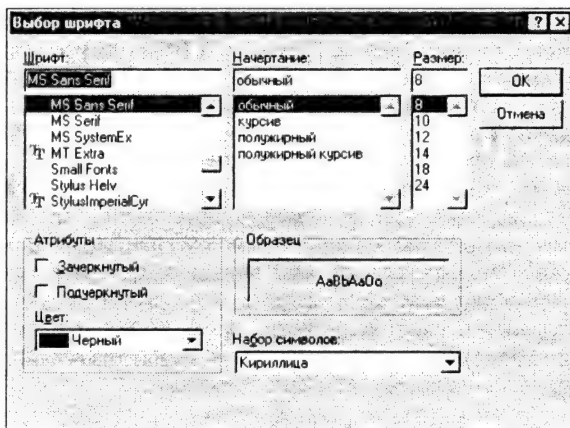 Выбор шрифта
Шрифт: Начертание: Размер:
MS Sans Serif обычный 8 OK
MS Sans Serif обычный 8 Отмена
MS Serif курсив 10
MS SystemEx полужирный 12
MT Extra полужирный курсив 14
Small Fonts 18
Stylus Helv 24
StylusImperialCyr
Атрибуты Образец
Зачеркнутый AaBbАаОо
Подчеркнутый
Цвет: Набор символов:
Черный Кириллица